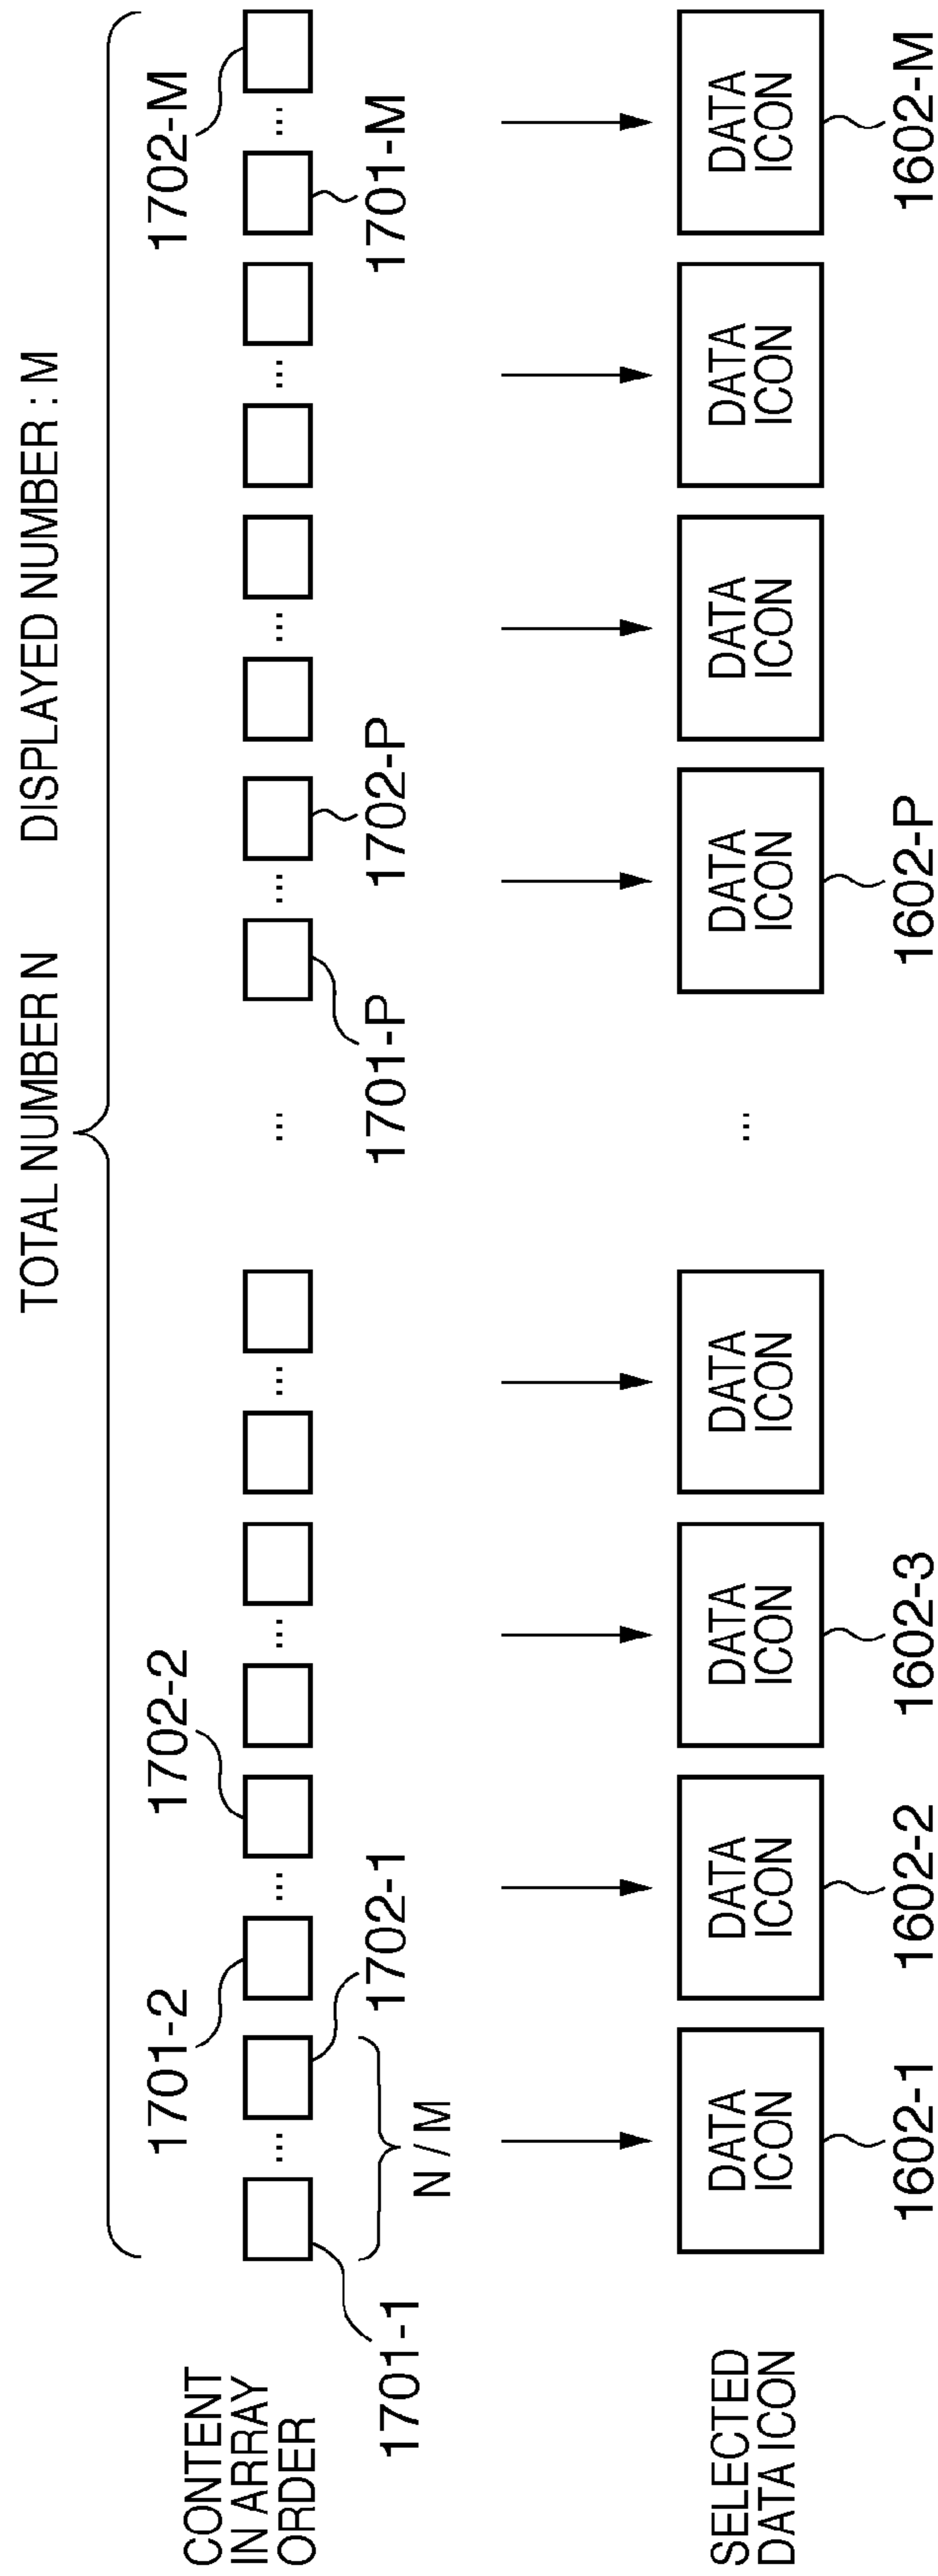 TOTAL NUMBER N DISPLAYED NUMBER : M
1701-2
1702-2
1702-M
CONTENT
IN ARRAY
ORDER
... ... ... ... ... ... ... ... ...
1701-1
1702-1
1701-P
1702-P
1701-M
N / M
SELECTED
DATA ICON
DATA
ICON
DATA
ICON
DATA
ICON
DATA
ICON
...
DATA
ICON
DATA
ICON
DATA
ICON
DATA
ICON
1602-1
1602-2
1602-3
1602-P
1602-M